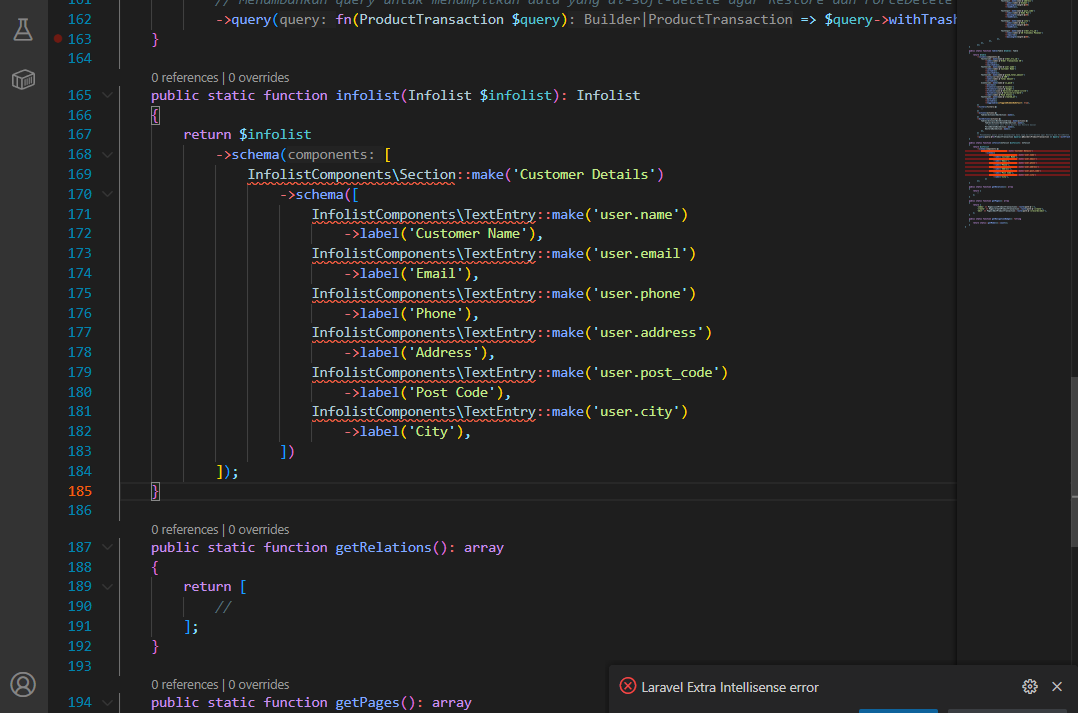 161 // Menambahkan query untuk menampilkan data yang di-soft-delete agar Restore dan ForceDelete
162 ->query(query: fn(ProductTransaction $query): Builder|ProductTransaction => $query->withTrash
163 }
164
0 references | 0 overrides
165 public static function infolist(Infolist $infolist): Infolist
166 {
167 return $infolist
168 ->schema(components: [
169 InfolistComponents\Section::make('Customer Details')
170 ->schema([
171 InfolistComponents\TextEntry::make('user.name')
172 ->label('Customer Name'),
173 InfolistComponents\TextEntry::make('user.email')
174 ->label('Email'),
175 InfolistComponents\TextEntry::make('user.phone')
176 ->label('Phone'),
177 InfolistComponents\TextEntry::make('user.address')
178 ->label('Address'),
179 InfolistComponents\TextEntry::make('user.post_code')
180 ->label('Post Code'),
181 InfolistComponents\TextEntry::make('user.city')
182 ->label('City'),
183 ])
184 ]);
185 }
186
0 references | 0 overrides
187 public static function getRelations(): array
188 {
189 return [
190 //
191 ];
192 }
193
0 references | 0 overrides
194 public static function getPages(): array
Laravel Extra Intellisense error